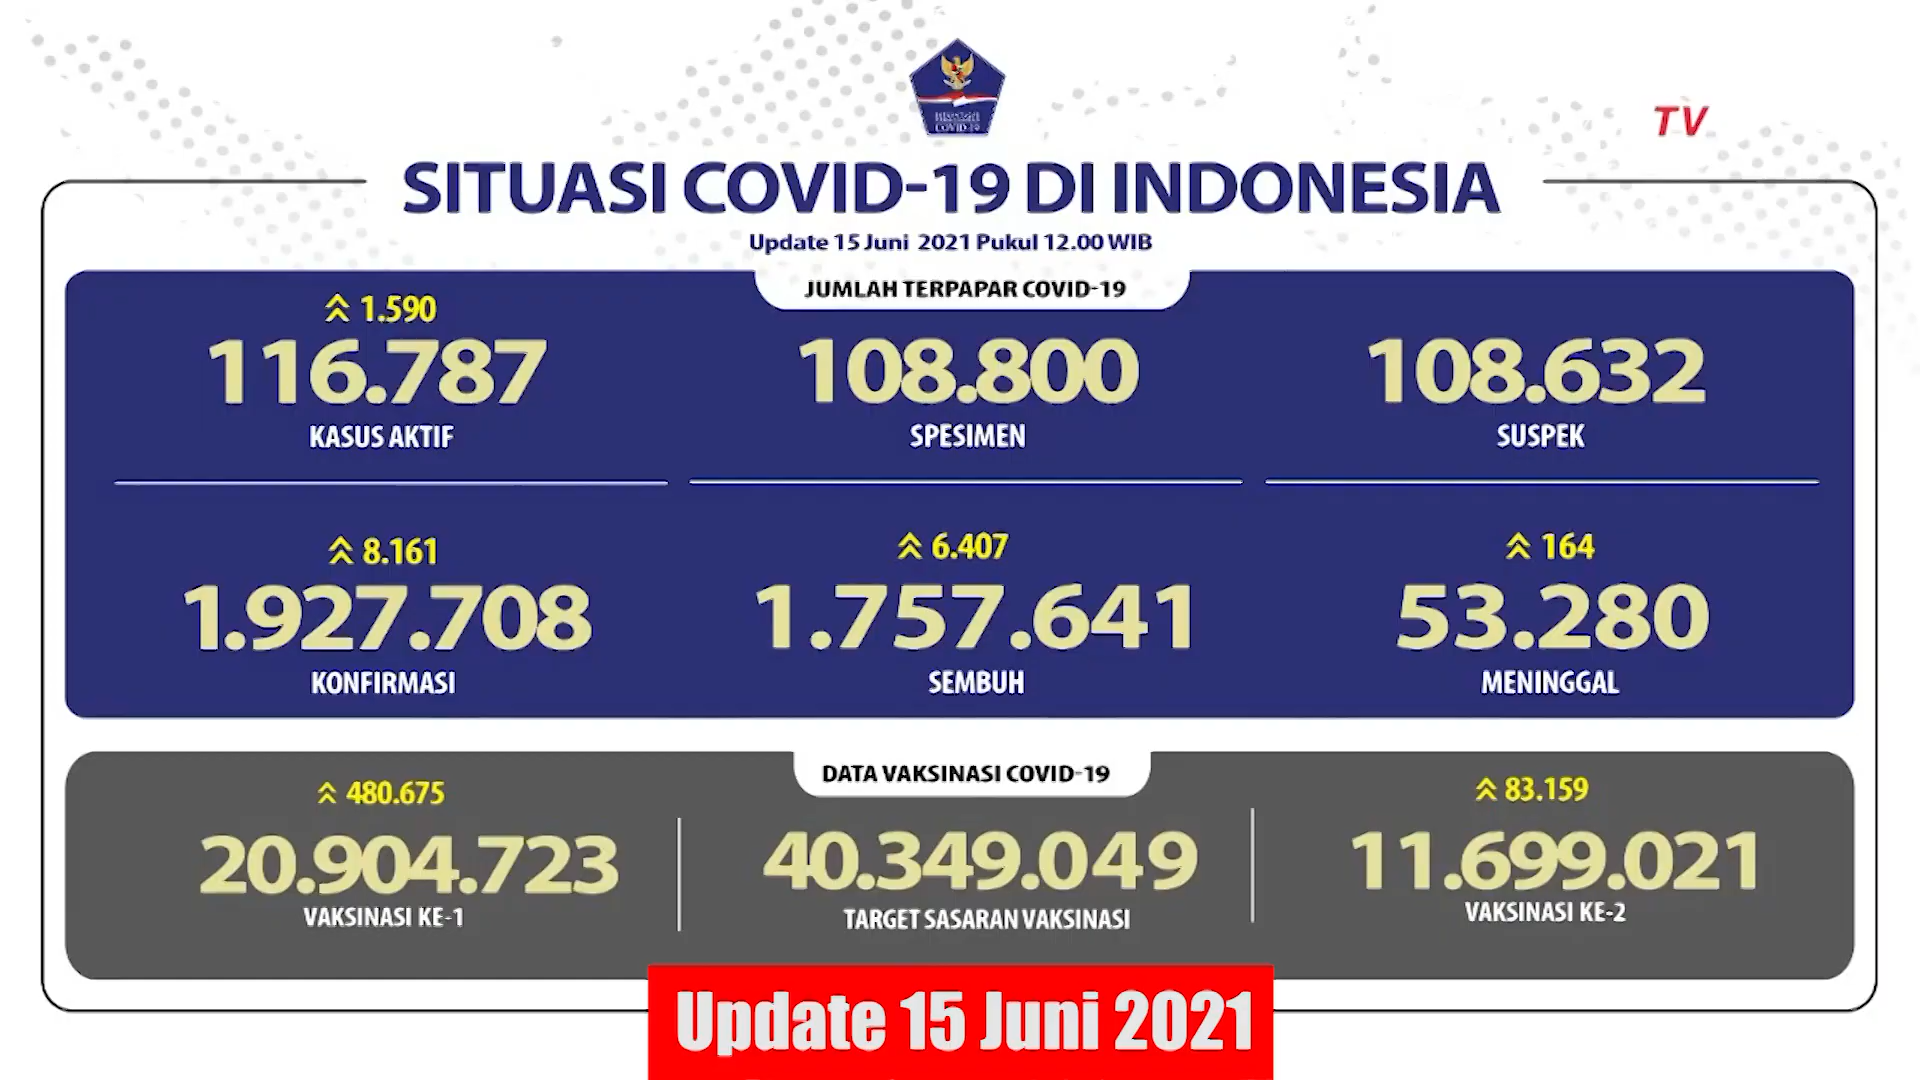 COVID-19
TV
SITUASI COVID-19 DI INDONESIA
Update 15 Juni 2021 Pukul 12.00 WIB
JUMLAH TERPAPAR COVID-19
1.590
116.787
KASUS AKTIF
108.800
SPESIMEN
108.632
SUSPEK
8.161
1.927.708
KONFIRMASI
6.407
1.757.641
SEMBUH
164
53.280
MENINGGAL
DATA VAKSINASI COVID-19
480.675
20.904.723
VAKSINASI KE-1
40.349.049
TARGET SASARAN VAKSINASI
83.159
11.699.021
VAKSINASI KE-2
Update 15 Juni 2021